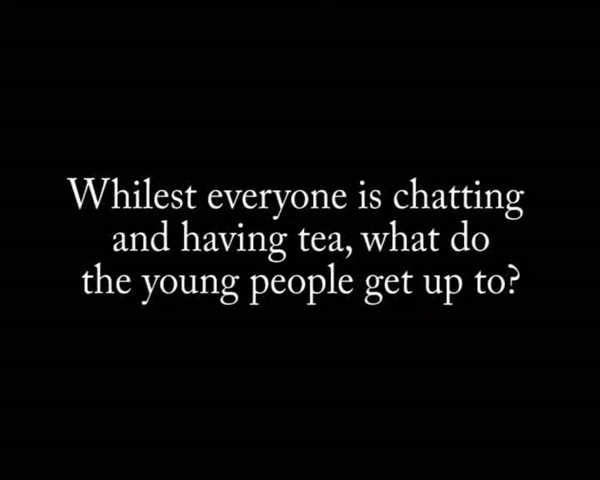 Whilest everyone is chatting
and having tea, what do
the young people get up to?